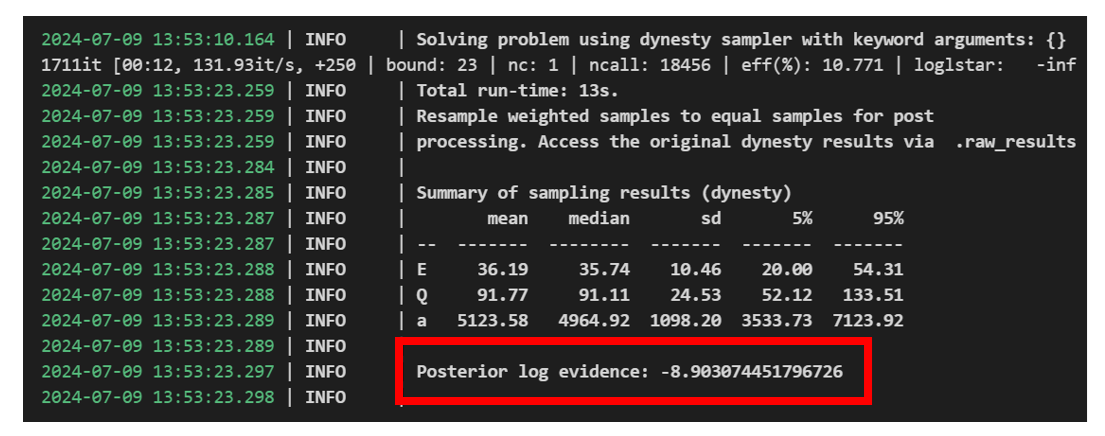 2024-07-09 13:53:10.164 | INFO     | Solving problem using dynesty sampler with keyword arguments: {}
1711it [00:12, 131.93it/s, +250 | bound: 23 | nc: 1 | ncall: 18456 | eff(%): 10.771 | loglstar:   -inf
2024-07-09 13:53:23.259 | INFO     | Total run-time: 13s.
2024-07-09 13:53:23.259 | INFO     | Resample weighted samples to equal samples for post
2024-07-09 13:53:23.259 | INFO     | processing. Access the original dynesty results via  .raw_results
2024-07-09 13:53:23.284 | INFO     |
2024-07-09 13:53:23.285 | INFO     | Summary of sampling results (dynesty)
2024-07-09 13:53:23.287 | INFO     |        mean    median       sd       5%      95%
2024-07-09 13:53:23.287 | INFO     | --  -------  --------  -------  -------  -------
2024-07-09 13:53:23.288 | INFO     | E     36.19     35.74    10.46    20.00    54.31
2024-07-09 13:53:23.288 | INFO     | Q     91.77     91.11    24.53    52.12   133.51
2024-07-09 13:53:23.289 | INFO     | a   5123.58   4964.92  1098.20  3533.73  7123.92
2024-07-09 13:53:23.289 | INFO     |
2024-07-09 13:53:23.297 | INFO     | Posterior log evidence: -8.903074451796726
2024-07-09 13:53:23.298 | INFO     |